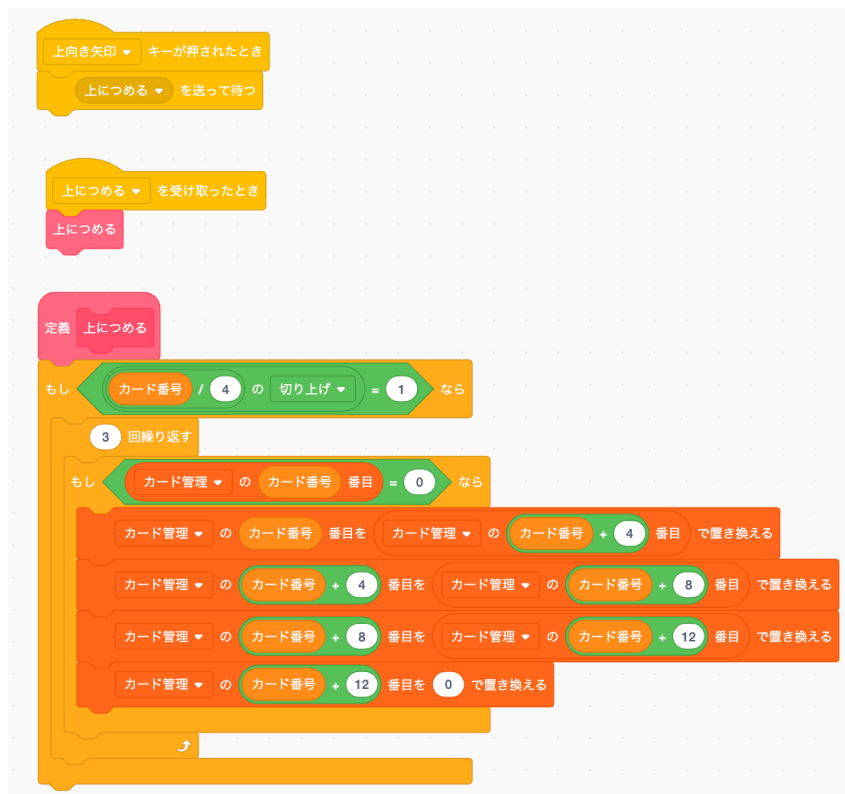 上向き矢印 キーが押されたとき
上につめる を送って待つ
上につめる を受け取ったとき
上につめる
定義 上につめる
もし カード番号 / 4 の 切り上げ = 1 なら
3 回繰り返す
もし カード管理 の カード番号 番目 = 0 なら
カード管理 の カード番号 番目を カード管理 の カード番号 + 4 番目 で置き換える
カード管理 の カード番号 + 4 番目を カード管理 の カード番号 + 8 番目 で置き換える
カード管理 の カード番号 + 8 番目を カード管理 の カード番号 + 12 番目 で置き換える
カード管理 の カード番号 + 12 番目を 0 で置き換える